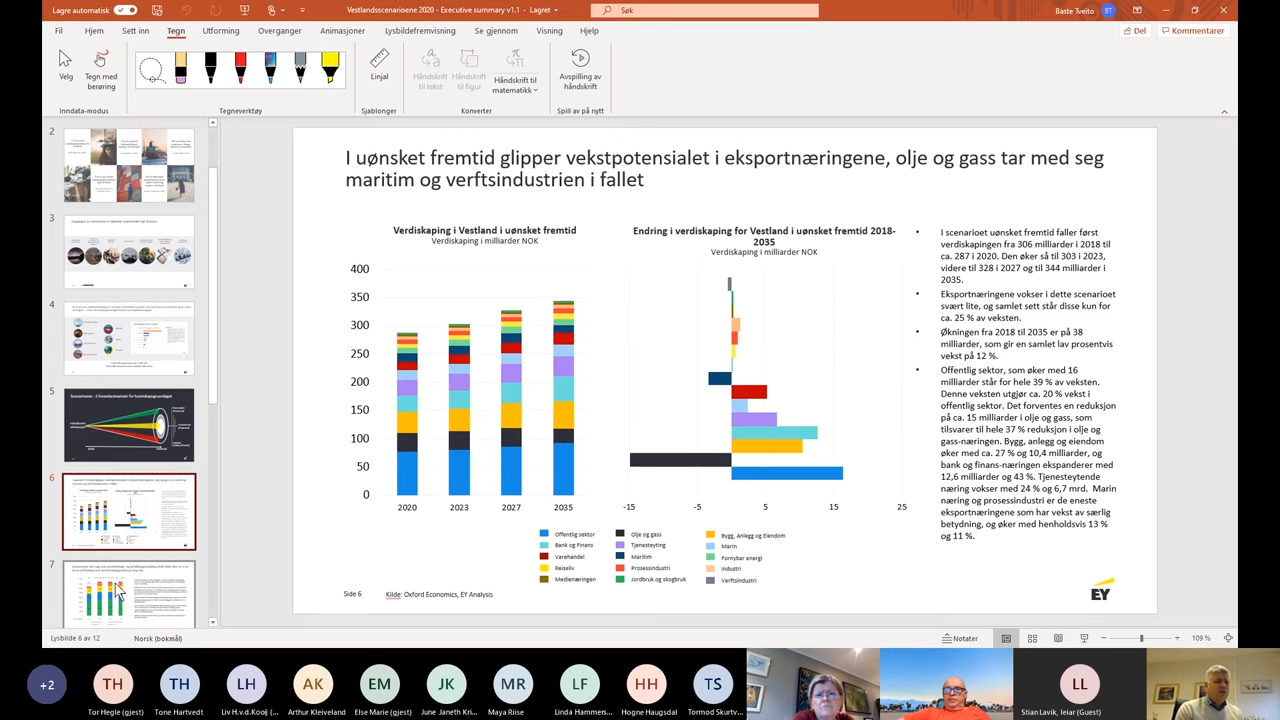 Lagre automatisk
Vestlandsscenarioene 2020 - Executive summary v1.1 - Lagret
Søk
Baste Tveito
BT
Fil
Hjem
Sett inn
Tegn
Utforming
Overganger
Animasjoner
Lysbildefremvisning
Se gjennom
Visning
Hjelp
Del
Kommentarer
Velg
Tegn med
berøring
Linjal
Håndskrift
til tekst
Håndskrift
til figur
Håndskrift til
matematikk
Avspilling av
håndskrift
Inndata-modus
Tegneverktøy
Sjablonger
Konverter
Spill av på nytt
2
3
4
5
6
7
I uønsket fremtid glipper vekstpotensialet i eksportnæringene, olje og gass tar med seg
maritim og verftsindustrien i fallet
Verdiskaping i Vestland i uønsket fremtid
Verdiskaping i milliarder NOK
400
350
300
250
200
150
100
50
0
2020
2023
2027
2035
Endring i verdiskaping for Vestland i uønsket fremtid 2018-
2035
Verdiskaping i milliarder NOK
-15
-5
5
15
25
Offentlig sektor
Olje og gass
Bygg, Anlegg og Eiendom
Bank og Finans
Tjenesteyting
Marin
Varehandel
Maritim
Fornybar energi
Reiseliv
Prosessindustri
Industri
Medienæringen
Jordbruk og skogbruk
Verftsindustri
• I scenarioet uønsket fremtid faller først
verdiskapingen fra 306 milliarder i 2018 til
ca. 287 i 2020. Den øker så til 303 i 2023,
videre til 328 i 2027 og til 344 milliarder i
2035.
• Eksportnæringene vokser i dette scenarioet
svært lite, og samlet sett står disse kun for
ca. 25 % av veksten.
• Økningen fra 2018 til 2035 er på 38
milliarder, som gir en samlet lav prosentvis
vekst på 12 %.
• Offentlig sektor, som øker med 16
milliarder står for hele 39 % av veksten.
Denne veksten utgjør ca. 20 % vekst i
offentlig sektor. Det forventes en reduksjon
på ca. 15 milliarder i olje og gass, som
tilsvarer til hele 37 % reduksjon i olje og
gass-næringen. Bygg, anlegg og eiendom
øker med ca. 27 % og 10,4 milliarder, og
bank og finans-næringen ekspanderer med
12,6 milliarder og 43 %. Tjenesteytende
næring vokser med 24 % og 6,7 mrd. Marin
næring og prosessindustri er de eneste
eksportnæringene som har vekst av særlig
betydning, og øker med henholdsvis 13 %
og 11 %.
Side 6
Kilde: Oxford Economics, EY Analysis
EY
Lysbilde 6 av 12
Norsk (bokmål)
Notater
109 %
+2
TH
TH
LH
AK
EM
JK
MR
LF
HH
TS
LL
Tor Hegle (gjest)
Tone Hartvedt
Liv H.v.d.Kooij (...
Arthur Kleiveland
Else Marie (gjest)
June Janeth Kri...
Maya Riise
Linda Hammers...
Hogne Haugsdal
Tormod Skurtv...
Stian Lavik, leiar (Guest)